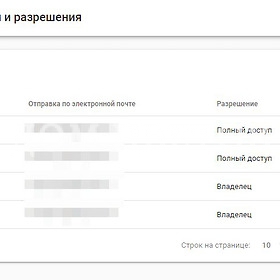 и разрешения
Отправка по электронной почте Разрешение
Полный доступ
Полный доступ
Владелец
Владелец
Строк на странице: 10